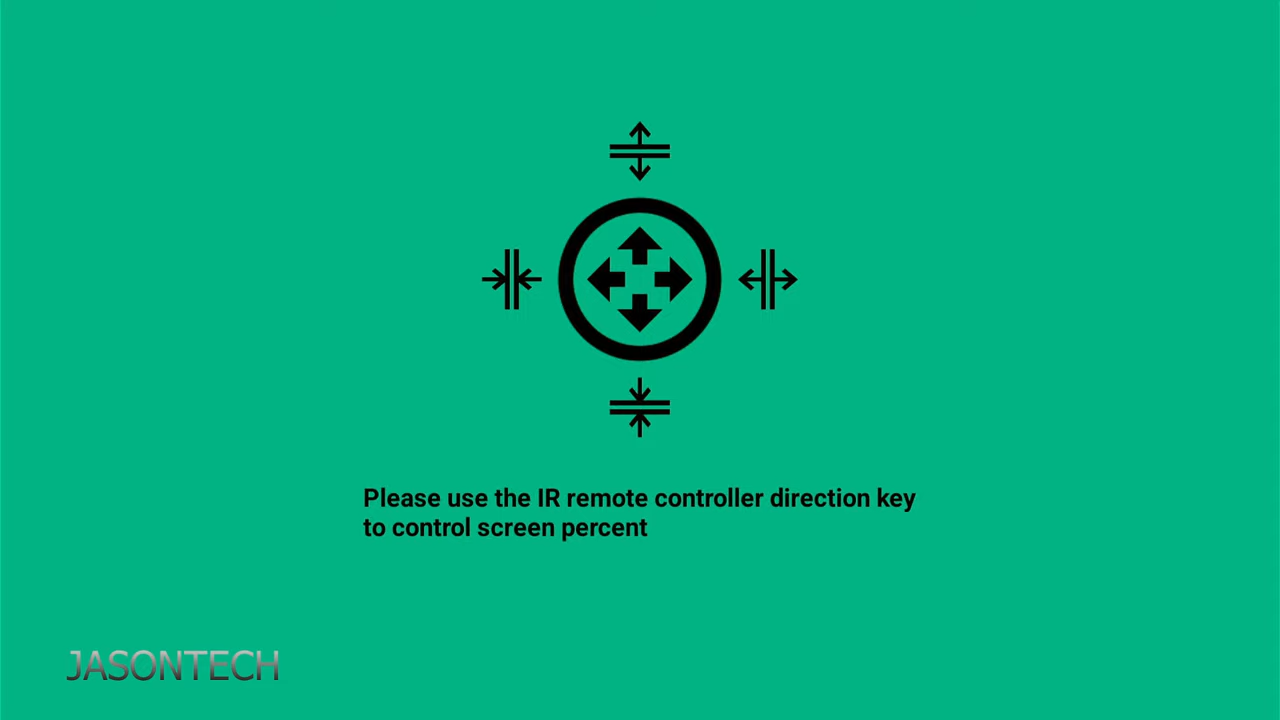 Please use the IR remote controller direction key
to control screen percent
JASONTECH